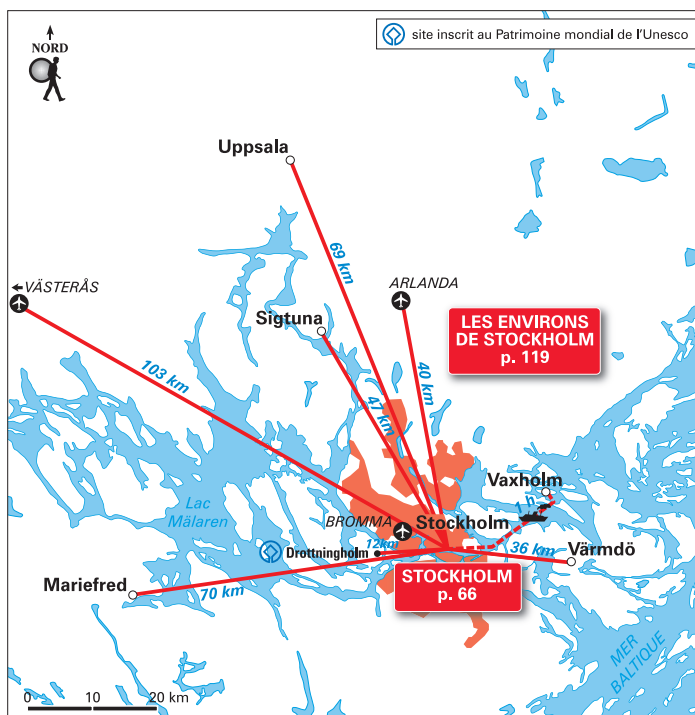 NORD
site inscrit au Patrimoine mondial de l'Unesco
Uppsala
69 km
VÄSTERÅS
ARLANDA
Sigtuna
LES ENVIRONS
DE STOCKHOLM
p. 119
103 km
40 km
47 km
Lac
Mälaren
Vaxholm
1 h
BROMMA
Stockholm
12km
Drottningholm
36 km
Värmdö
Mariefred
70 km
STOCKHOLM
p. 66
MER
BALTIQUE
0 10 20 km